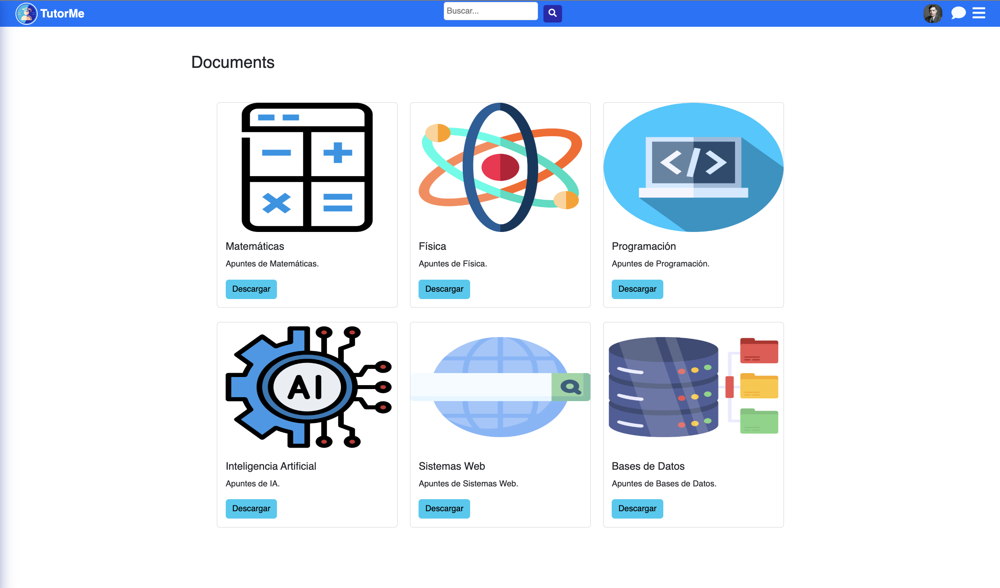 TutorMe
Buscar...
Documents
Matemáticas
Apuntes de Matemáticas.
Descargar
Física
Apuntes de Física.
Descargar
</>
Programación
Apuntes de Programación.
Descargar
AI
Inteligencia Artificial
Apuntes de IA.
Descargar
Sistemas Web
Apuntes de Sistemas Web.
Descargar
Bases de Datos
Apuntes de Bases de Datos.
Descargar